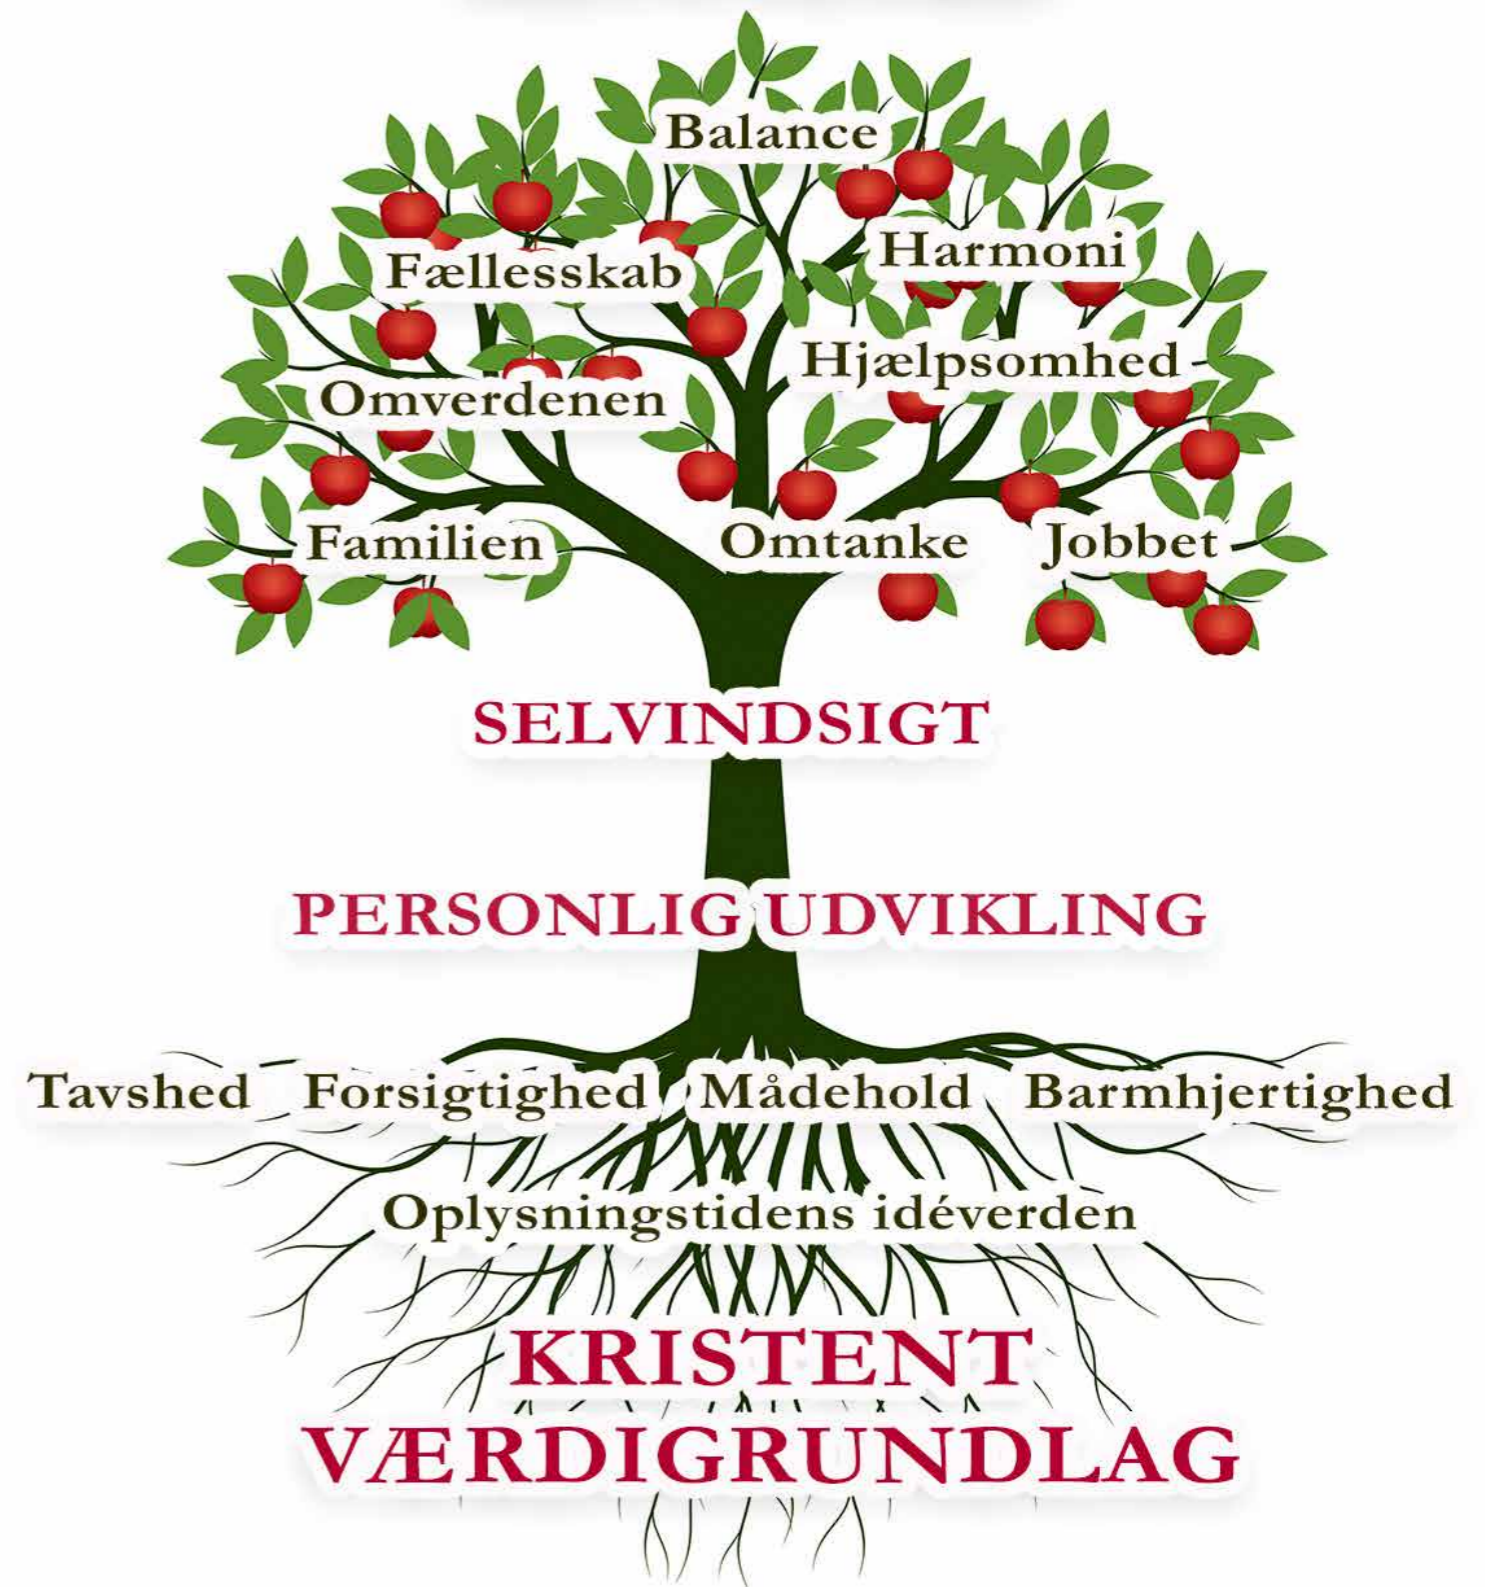 Balance
Fællesskab
Harmoni
Omverdenen
Hjælpsomhed
Familien
Omtanke
Jobbet
SELVINDSIGT
PERSONLIG UDVIKLING
Tavshed Forsigtighed Mådehold Barmhjertighed
Oplysningstidens idéverden
KRISTENT
VÆRDIGRUNDLAG